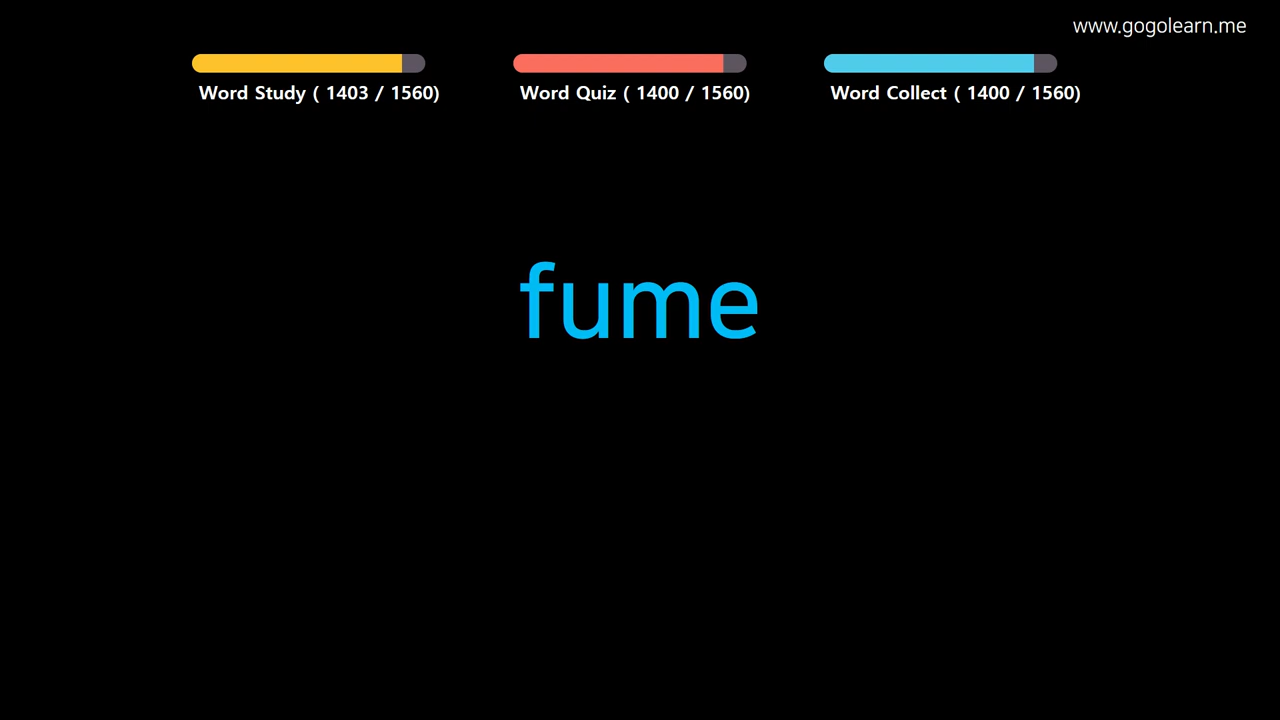 www.gogolearn.me
Word Study ( 1403 / 1560)
Word Quiz ( 1400 / 1560)
Word Collect ( 1400 / 1560)
fume